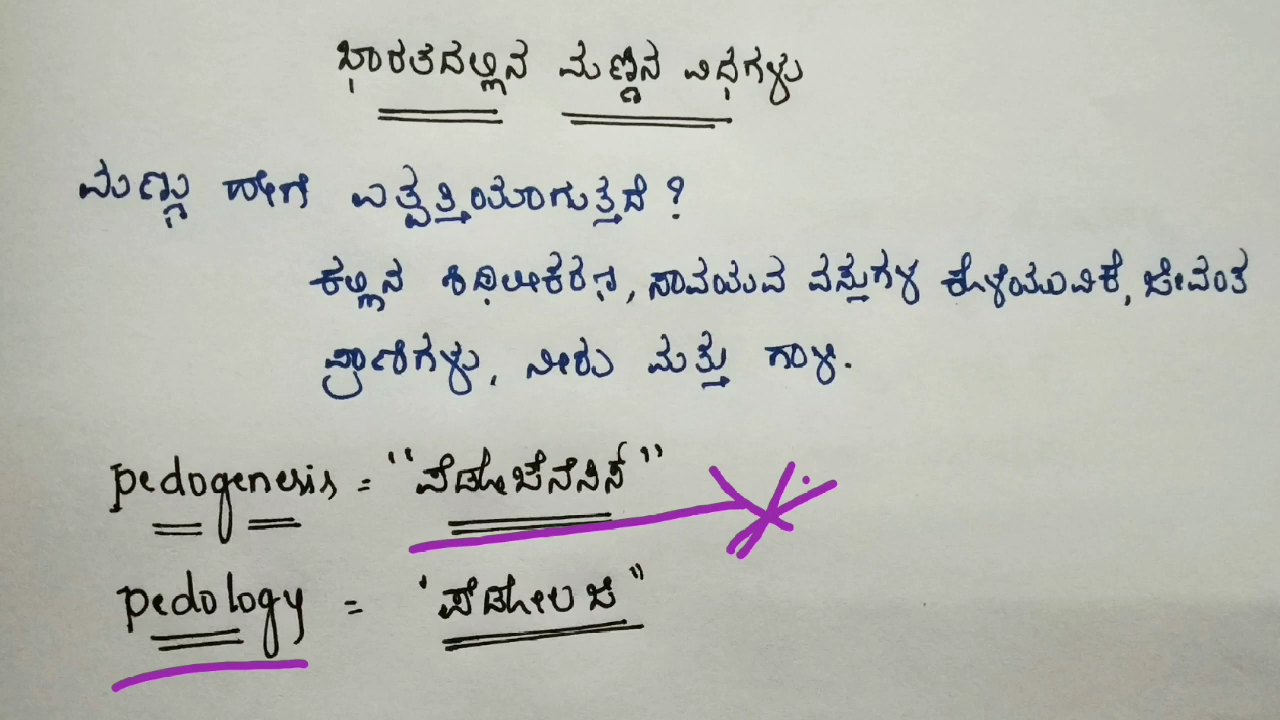 ಭಾರತದಲ್ಲಿನ ಮಣ್ಣಿನ ವಿಧಗಳು
ಮಣ್ಣು ಹೇಗೆ ಉತ್ಪತ್ತಿಯಾಗುತ್ತದೆ?
ಕಲ್ಲಿನ ಶಿಥಿಲೀಕರಣ, ಸಾವಯವ ವಸ್ತುಗಳ ಕೊಳೆಯುವಿಕೆ, ಜೀವಂತ
ಪ್ರಾಣಿಗಳು, ನೀರು ಮತ್ತು ಗಾಳಿ.
pedogenesis = "ಪೆಡೋಜೆನೆಸಿಸ್"
pedology = 'ಪೆಡೋಲಜಿ"